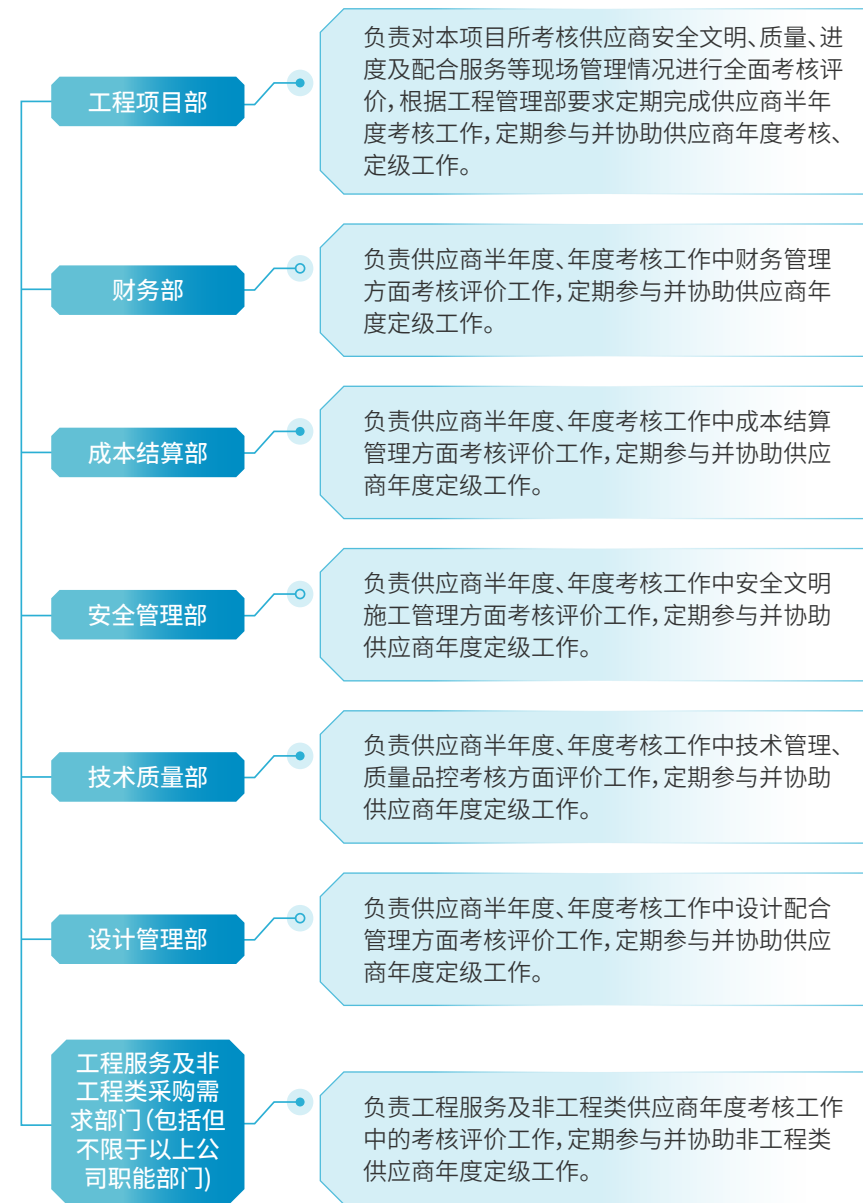 工程项目部
负责对本项目所考核供应商安全文明、质量、进
度及配合服务等现场管理情况进行全面考核评
价，根据工程管理部要求定期完成供应商半年
度考核工作，定期参与并协助供应商年度考核、
定级工作。
财务部
负责供应商半年度、年度考核工作中财务管理
方面考核评价工作，定期参与并协助供应商年
度定级工作。
成本结算部
负责供应商半年度、年度考核工作中成本结算
管理方面考核评价工作，定期参与并协助供应
商年度定级工作。
安全管理部
负责供应商半年度、年度考核工作中安全文明
施工管理方面考核评价工作，定期参与并协助
供应商年度定级工作。
技术质量部
负责供应商半年度、年度考核工作中技术管理、
质量品控考核方面评价工作，定期参与并协助
供应商年度定级工作。
设计管理部
负责供应商半年度、年度考核工作中设计配合
管理方面考核评价工作，定期参与并协助供应
商年度定级工作。
工程服务及非
工程类采购需
求部门（包括但
不限于以上公
司职能部门）
负责工程服务及非工程类供应商年度考核工作
中的考核评价工作，定期参与并协助非工程类
供应商年度定级工作。